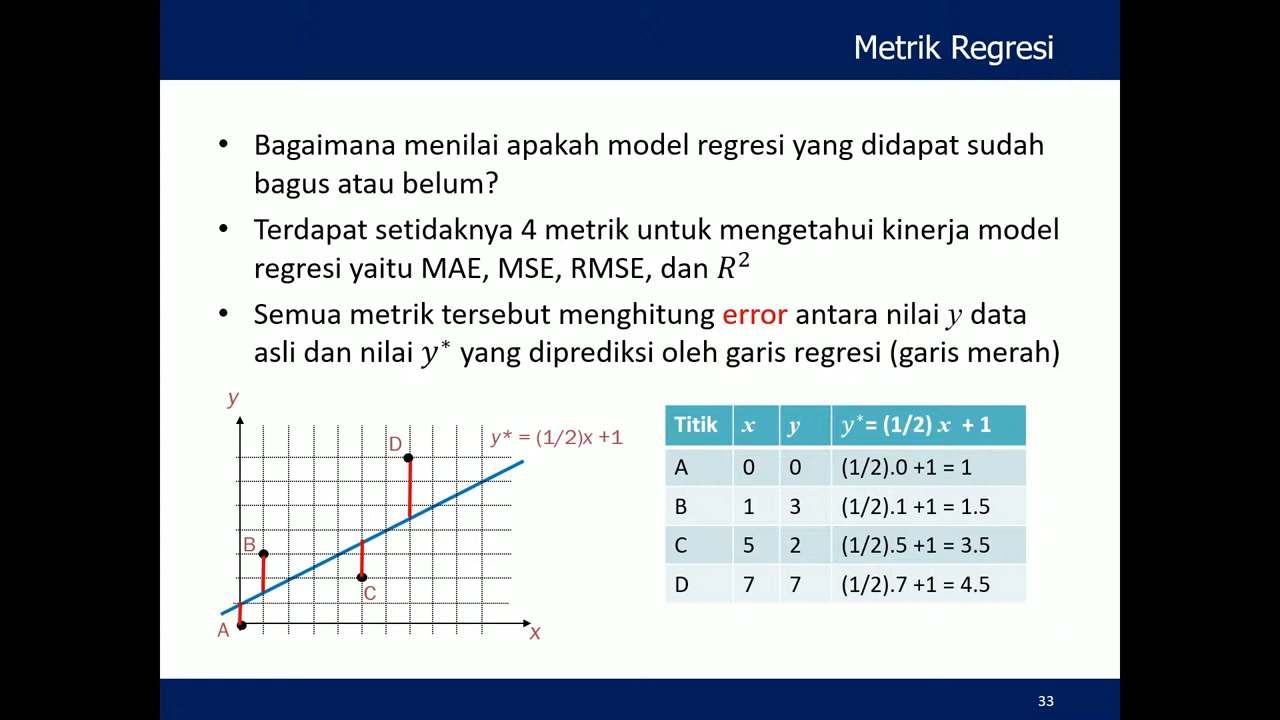 Metrik Regresi
• Bagaimana menilai apakah model regresi yang didapat sudah
bagus atau belum?
• Terdapat setidaknya 4 metrik untuk mengetahui kinerja model
regresi yaitu MAE, MSE, RMSE, dan R²
• Semua metrik tersebut menghitung error antara nilai y data
asli dan nilai y* yang diprediksi oleh garis regresi (garis merah)
y
D
y* = (1/2)x +1
B
C
A
x
Titik x y y*= (1/2) x + 1
A 0 0 (1/2).0 +1 = 1
B 1 3 (1/2).1 +1 = 1.5
C 5 2 (1/2).5 +1 = 3.5
D 7 7 (1/2).7 +1 = 4.5
33